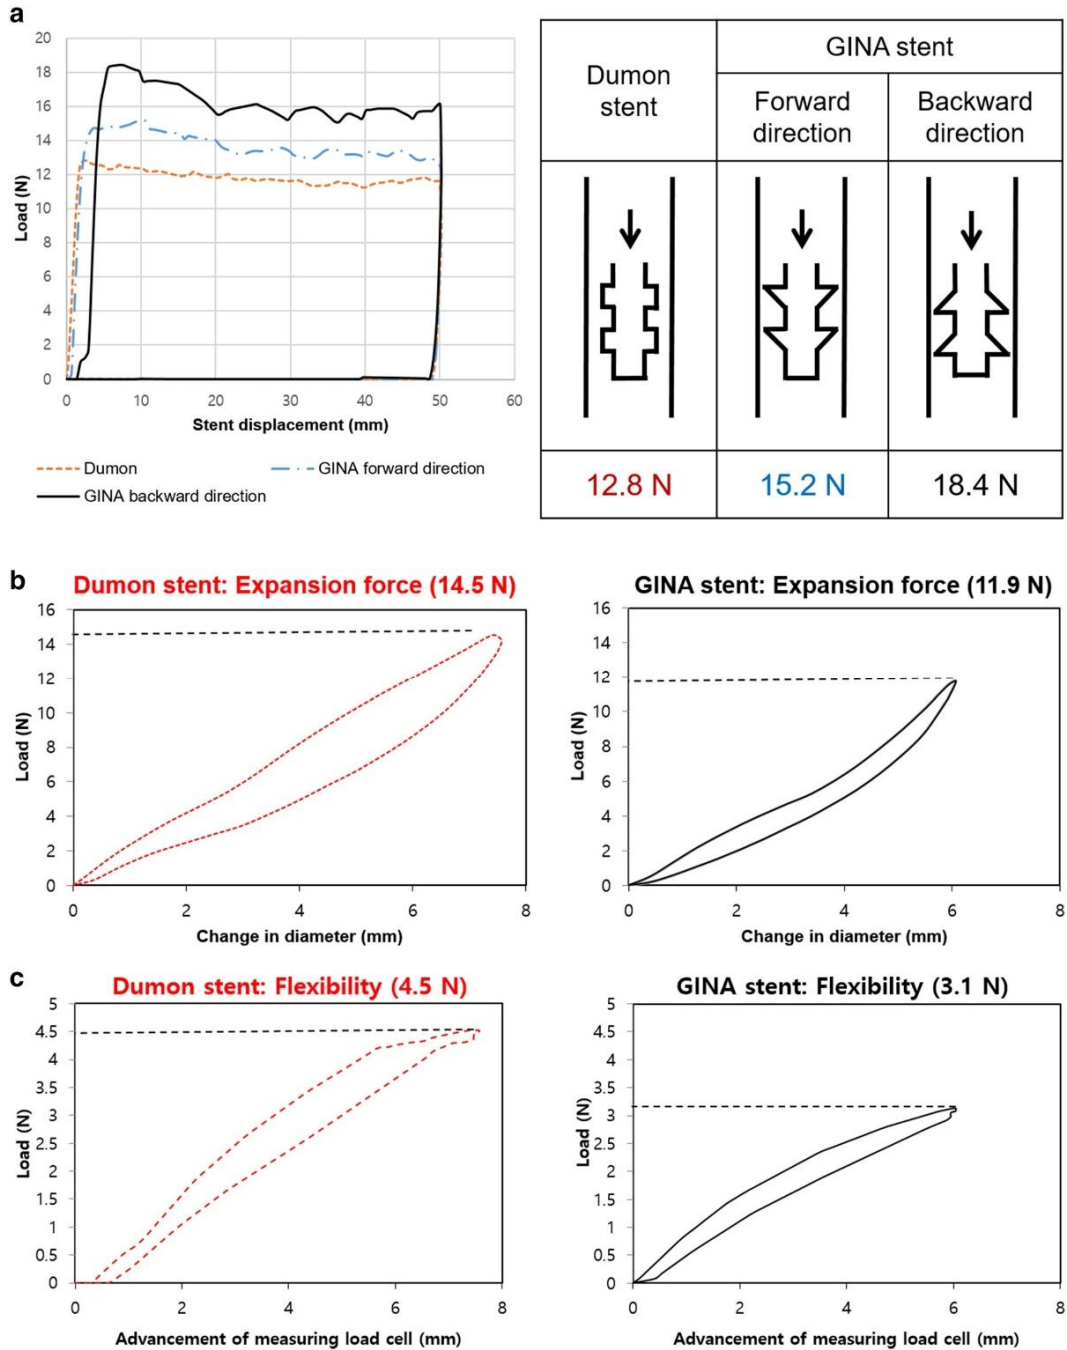 a
20
18
16
14
12
10
8
6
4
2
0
Load (N)
0 10 20 30 40 50 60
Stent displacement (mm)
Dumon
GINA forward direction
GINA backward direction
Dumon
stent
GINA stent
Forward
direction
Backward
direction
12.8 N
15.2 N
18.4 N
b
Dumon stent: Expansion force (14.5 N)
16
14
12
10
8
6
4
2
0
Load (N)
0 2 4 6 8
Change in diameter (mm)
GINA stent: Expansion force (11.9 N)
16
14
12
10
8
6
4
2
0
Load (N)
0 2 4 6 8
Change in diameter (mm)
c
Dumon stent: Flexibility (4.5 N)
5
4.5
4
3.5
3
2.5
2
1.5
1
0.5
0
Load (N)
0 2 4 6 8
Advancement of measuring load cell (mm)
GINA stent: Flexibility (3.1 N)
5
4.5
4
3.5
3
2.5
2
1.5
1
0.5
0
Load (N)
0 2 4 6 8
Advancement of measuring load cell (mm)